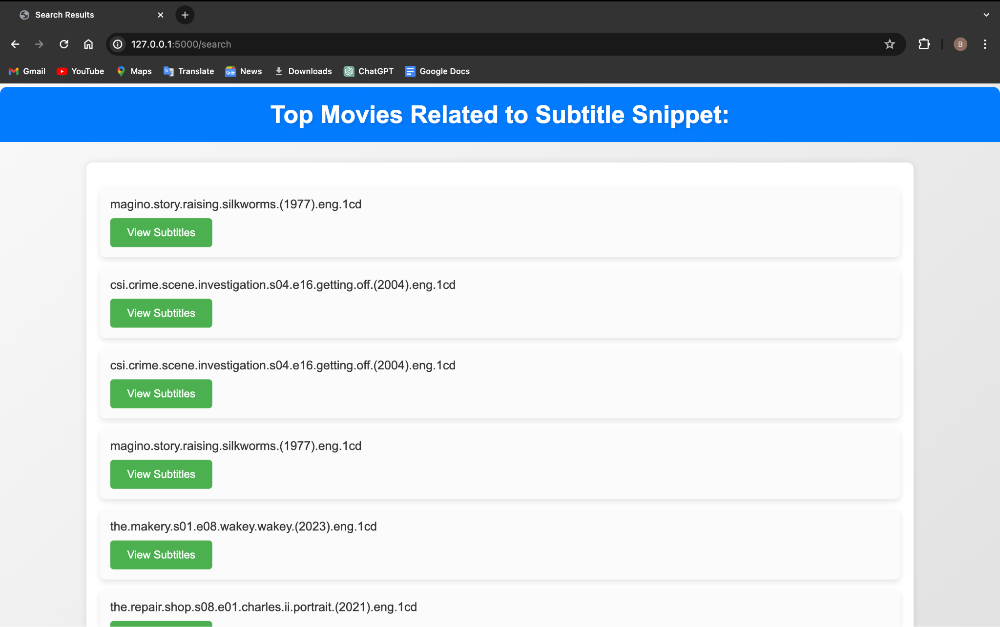 Search Results
127.0.0.1:5000/search
B
Gmail YouTube Maps Translate News Downloads ChatGPT Google Docs
Top Movies Related to Subtitle Snippet:
magino.story.raising.silkworms.(1977).eng.1cd
View Subtitles
csi.crime.scene.investigation.s04.e16.getting.off.(2004).eng.1cd
View Subtitles
csi.crime.scene.investigation.s04.e16.getting.off.(2004).eng.1cd
View Subtitles
magino.story.raising.silkworms.(1977).eng.1cd
View Subtitles
the.makery.s01.e08.wakey.wakey.(2023).eng.1cd
View Subtitles
the.repair.shop.s08.e01.charles.ii.portrait.(2021).eng.1cd